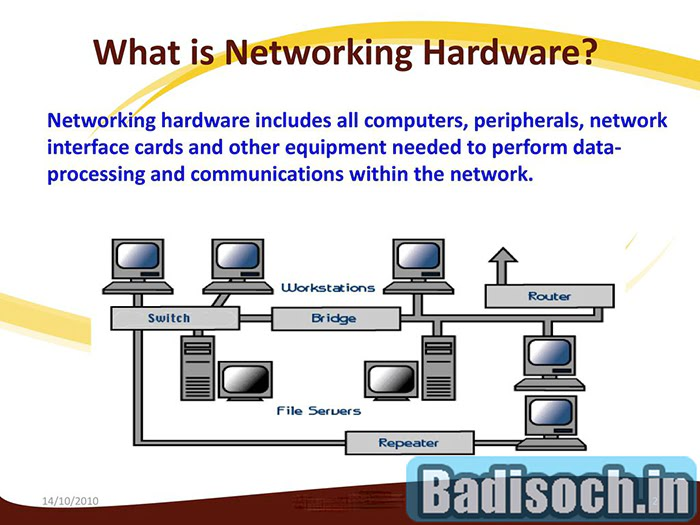 What is Networking Hardware?
Networking hardware includes all computers, peripherals, network
interface cards and other equipment needed to perform data-
processing and communications within the network.
Workstations
Router
Switch
Bridge
File Servers
Repeater
14/10/2010
2
Badisoch.in